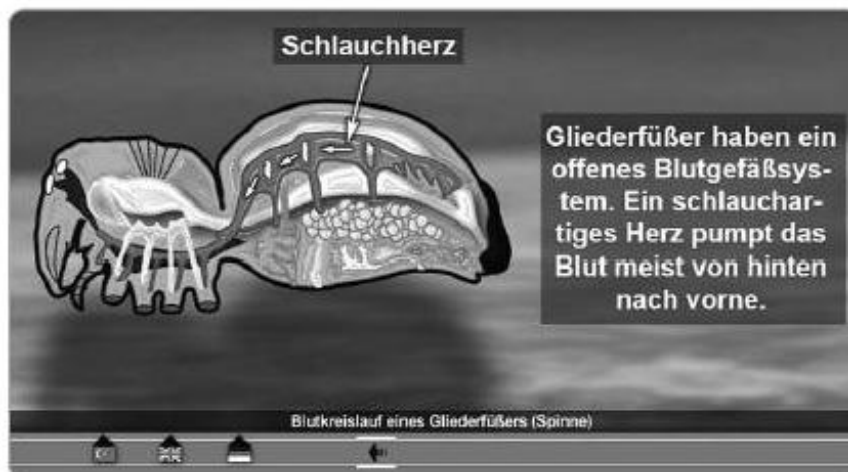 Schlauchherz
Gliederfüßer haben ein
offenes Blutgefäßsys-
tem. Ein schlauchar-
tiges Herz pumpt das
Blut meist von hinten
nach vorne.
Blutkreislauf eines Gliederfüßers (Spinne)